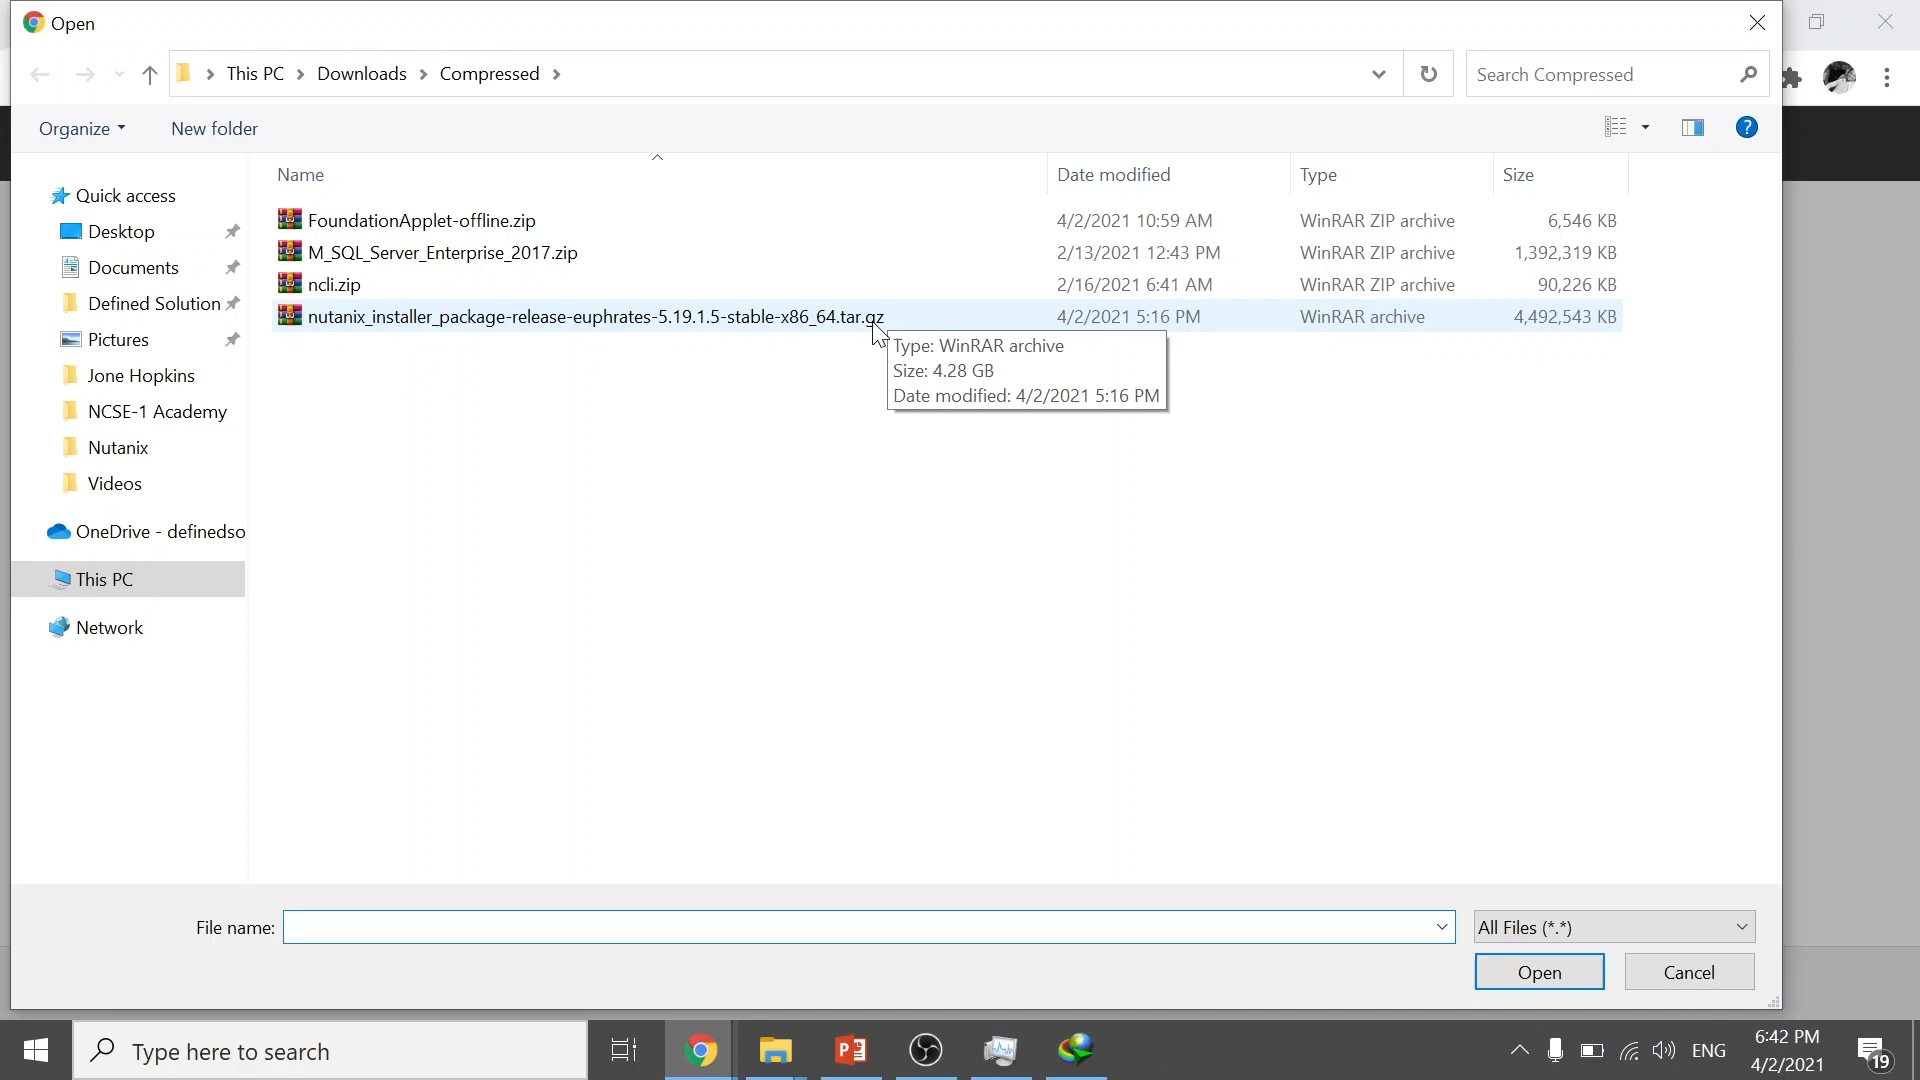 Open
This PC
Downloads
Compressed
Search Compressed
Organize
New folder
?
Name
Date modified
Type
Size
Quick access
Desktop
Documents
Defined Solution
Pictures
Jone Hopkins
NCSE-1 Academy
Nutanix
Videos
OneDrive - definedso
This PC
Network
FoundationApplet-offline.zip 4/2/2021 10:59 AM WinRAR ZIP archive 6,546 KB
M_SQL_Server_Enterprise_2017.zip 2/13/2021 12:43 PM WinRAR ZIP archive 1,392,319 KB
ncli.zip 2/16/2021 6:41 AM WinRAR ZIP archive 90,226 KB
nutanix_installer_package-release-euphrates-5.19.1.5-stable-x86_64.tar.gz 4/2/2021 5:16 PM WinRAR archive 4,492,543 KB
Type: WinRAR archive
Size: 4.28 GB
Date modified: 4/2/2021 5:16 PM
File name:
All Files (*.*)
Open
Cancel
Type here to search
ENG
6:42 PM
4/2/2021
19